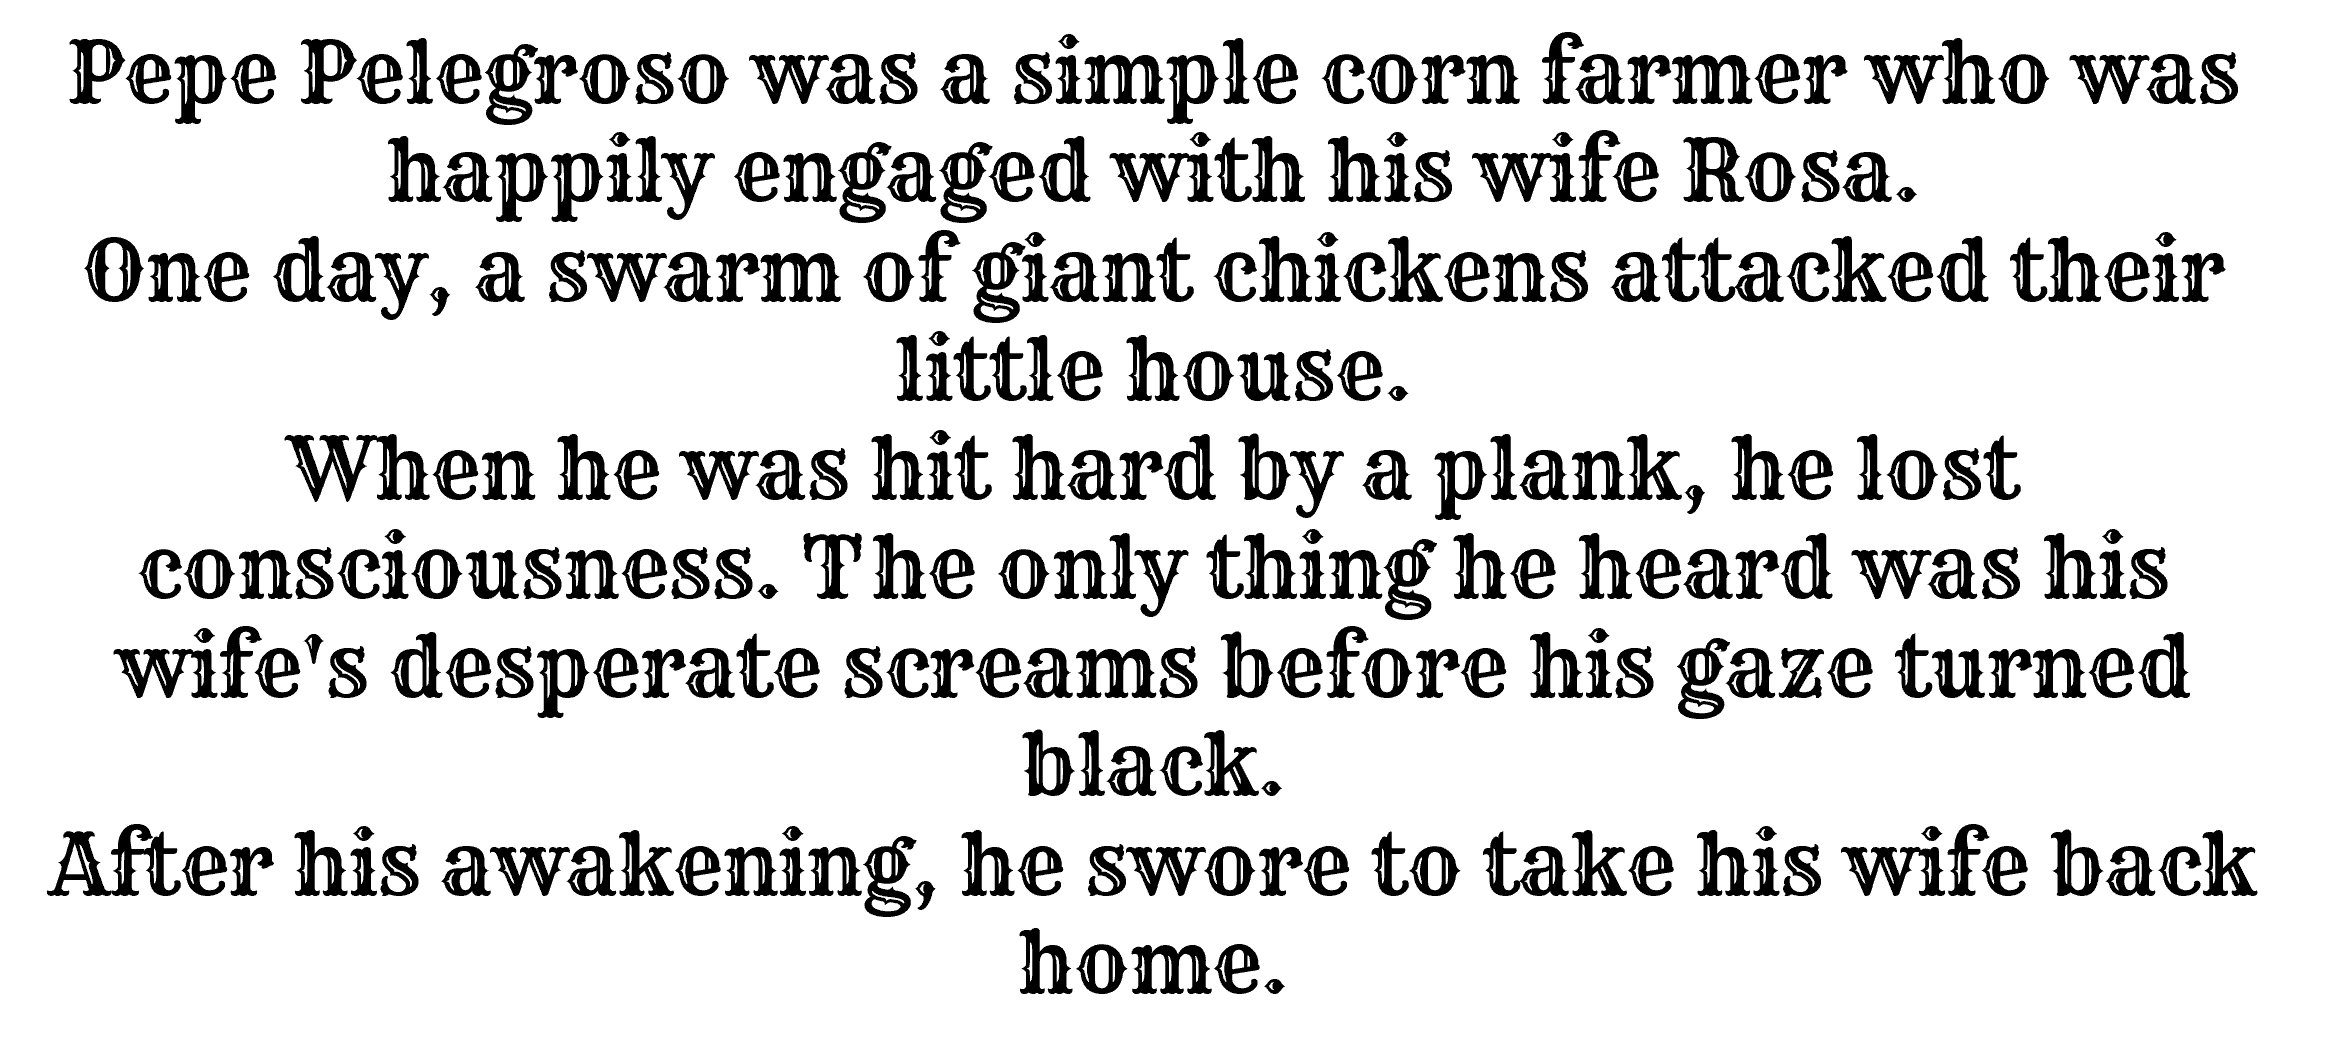 Pepe Pelegroso was a simple corn farmer who was
happily engaged with his wife Rosa.
One day, a swarm of giant chickens attacked their
little house.
When he was hit hard by a plank, he lost
consciousness. The only thing he heard was his
wife's desperate screams before his gaze turned
black.
After his awakening, he swore to take his wife back
home.